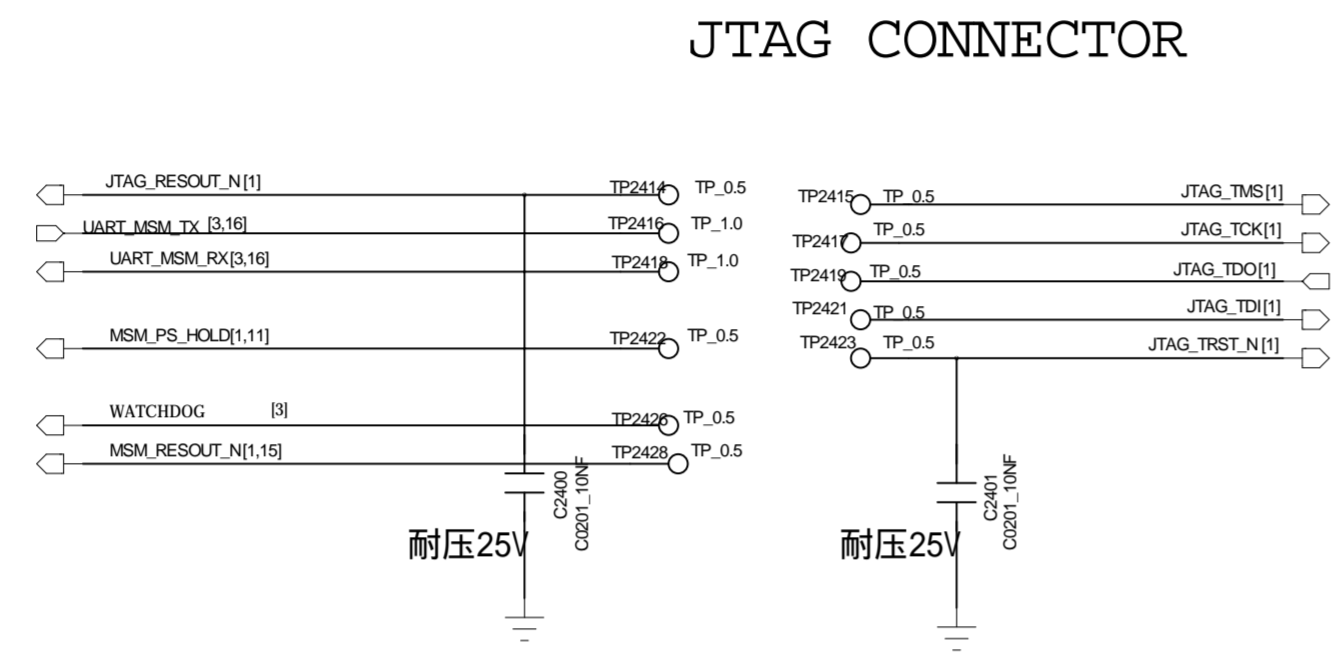 JTAG CONNECTOR
JTAG_RESOUT_N[1] TP2414 TP_0.5
UART_MSM_TX [3,16] TP2416 TP_1.0
UART_MSM_RX[3,16] TP2418 TP_1.0
MSM_PS_HOLD[1,11] TP2422 TP_0.5
WATCHDOG [3] TP2426 TP_0.5
MSM_RESOUT_N[1,15] TP2428 TP_0.5
C2400
C0201_10NF
耐压25V
TP2415 TP_0.5 JTAG_TMS[1]
TP2417 TP_0.5 JTAG_TCK[1]
TP2419 TP_0.5 JTAG_TDO[1]
TP2421 TP_0.5 JTAG_TDI[1]
TP2423 TP_0.5 JTAG_TRST_N[1]
C2401
C0201_10NF
耐压25V